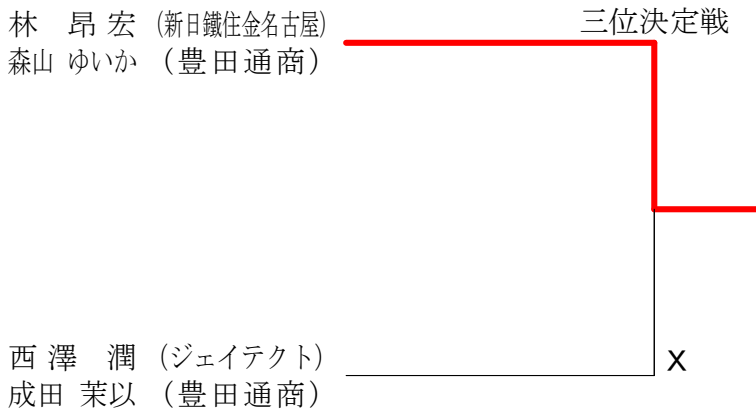 林 昂宏 (新日鐵住金名古屋)
三位決定戦
森山 ゆいか (豊田通商)
西澤 潤 (ジェイテクト)
X
成田 茉以 (豊田通商)